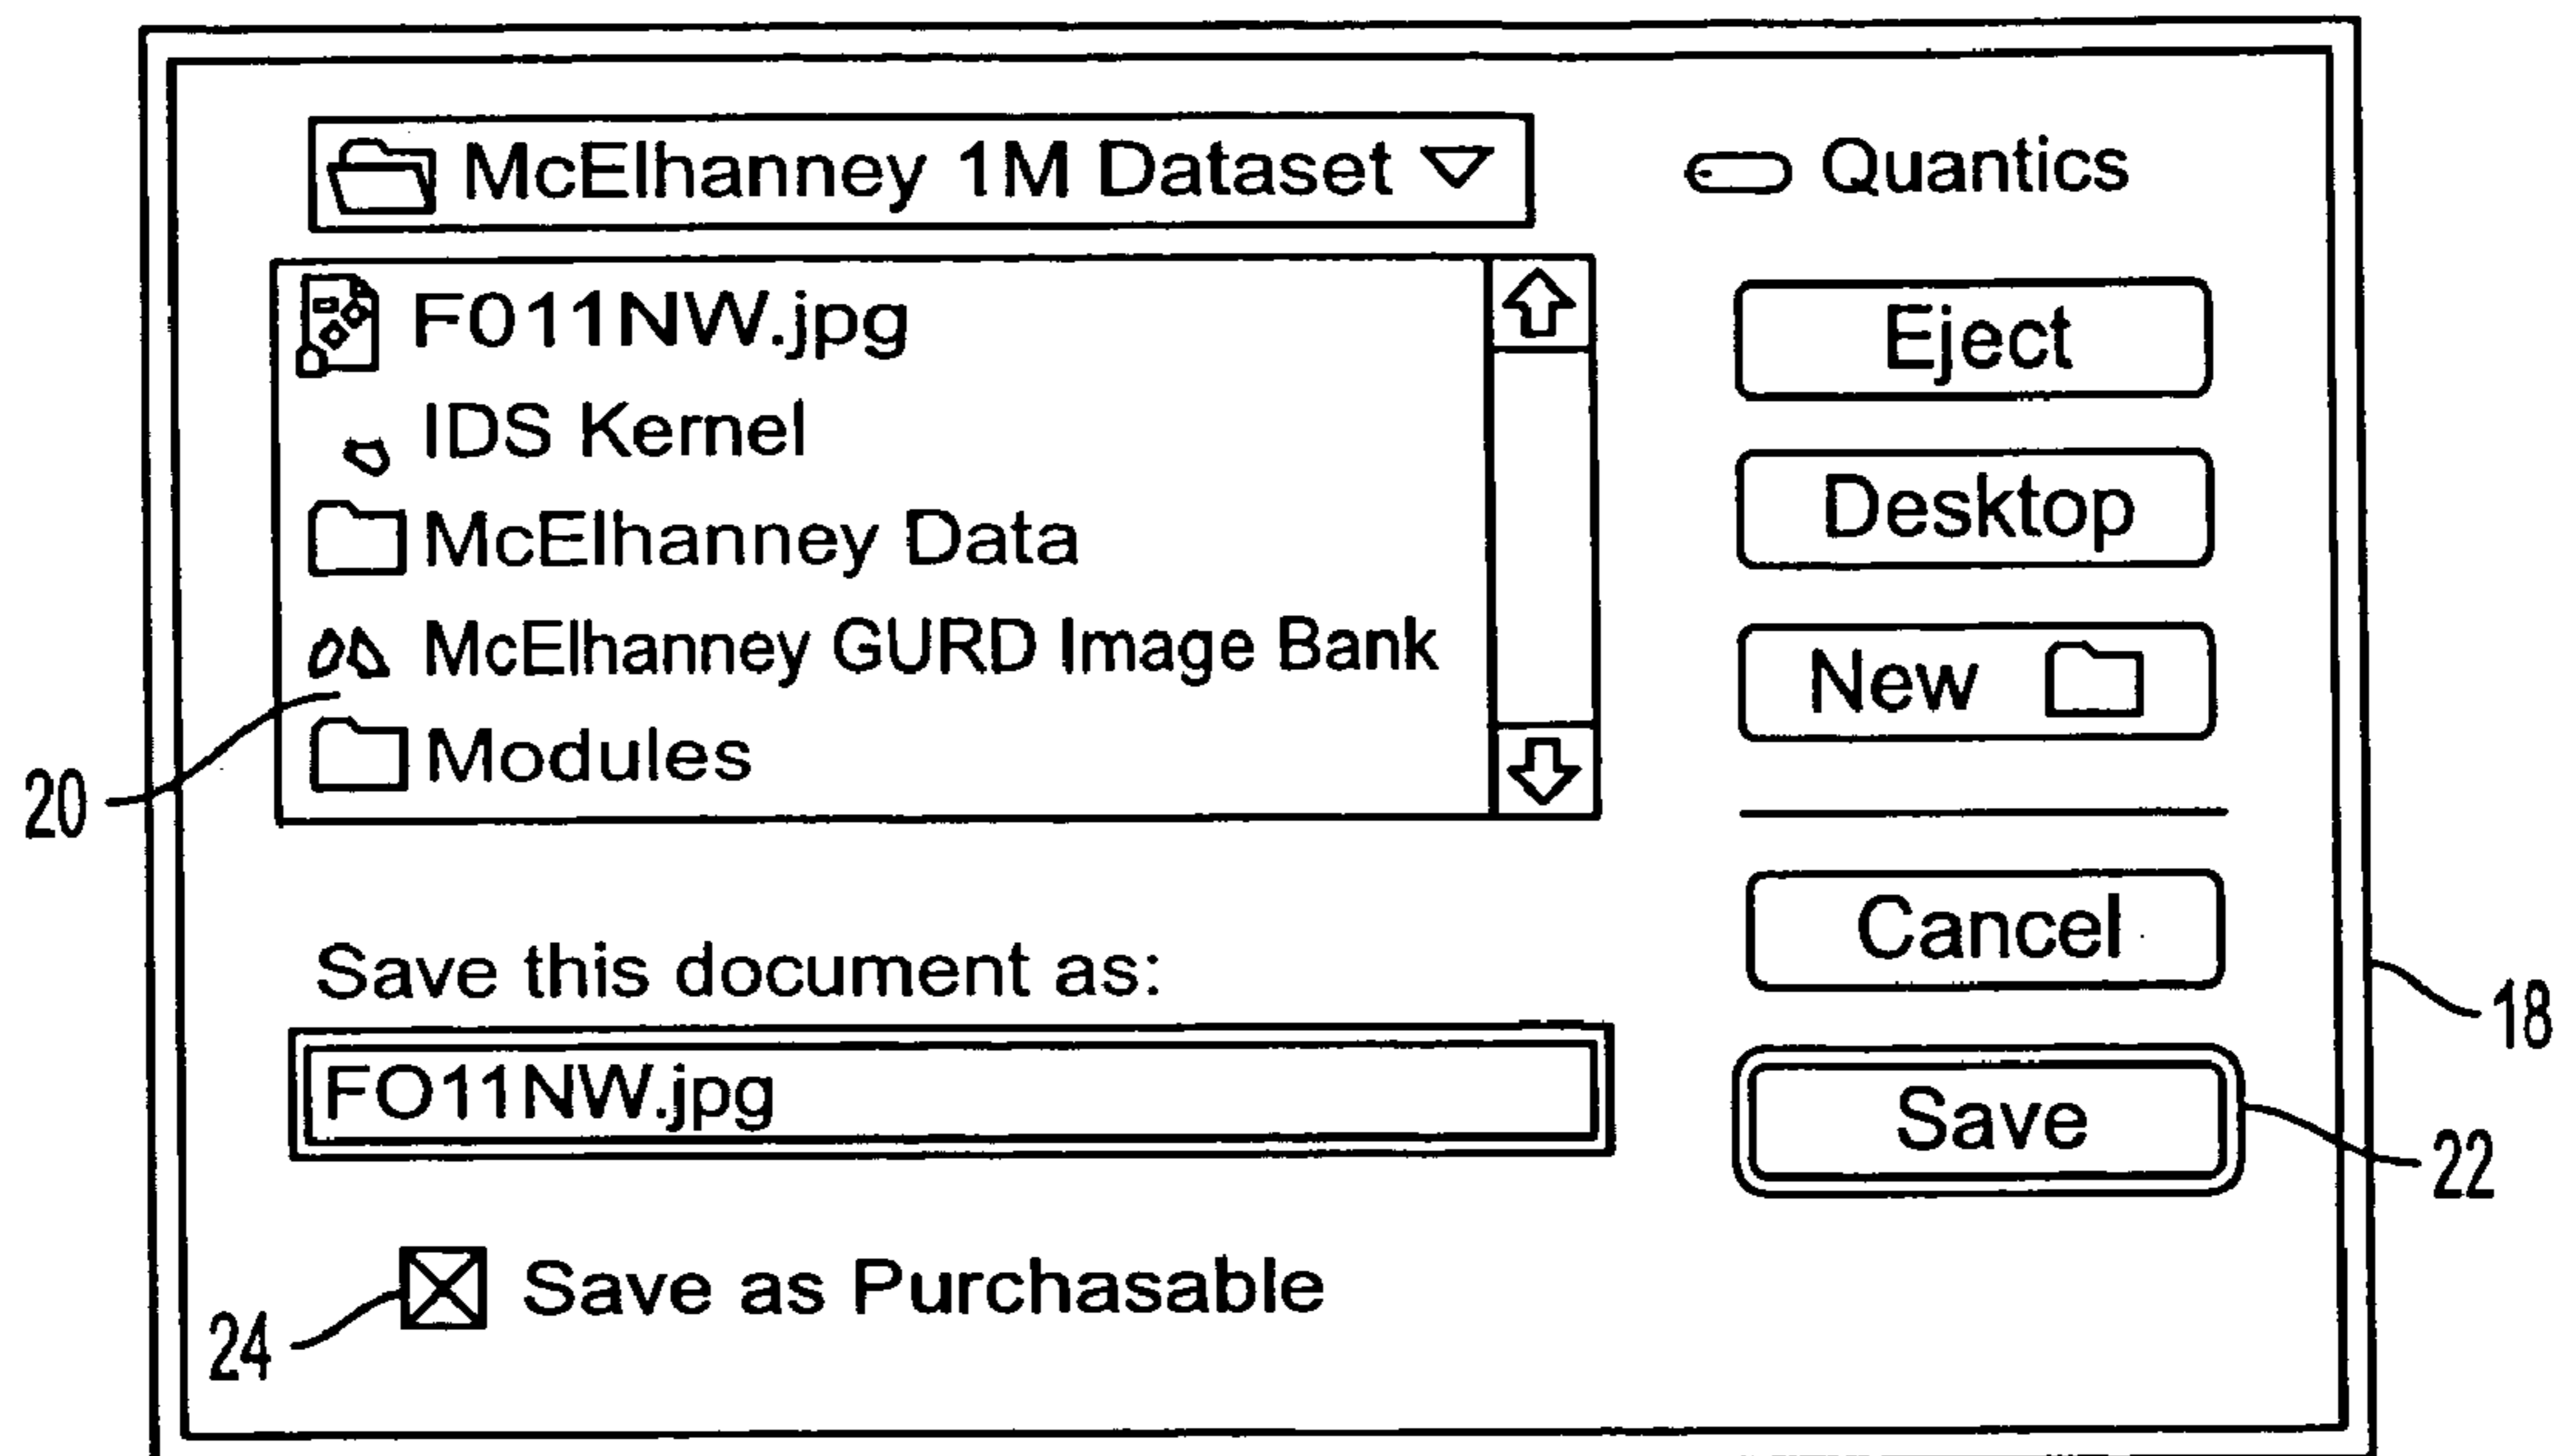 McElhanney 1M Dataset
Quantics
F011NW.jpg
IDS Kernel
McElhanney Data
McElhanney GURD Image Bank
Modules
Eject
Desktop
New
20
Cancel
Save this document as:
18
FO11NW.jpg
Save
22
Save as Purchasable
24